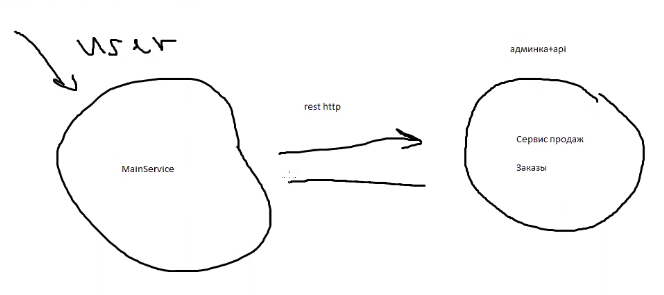 user
админка+api
rest http
Сервис продаж
MainService
Заказы